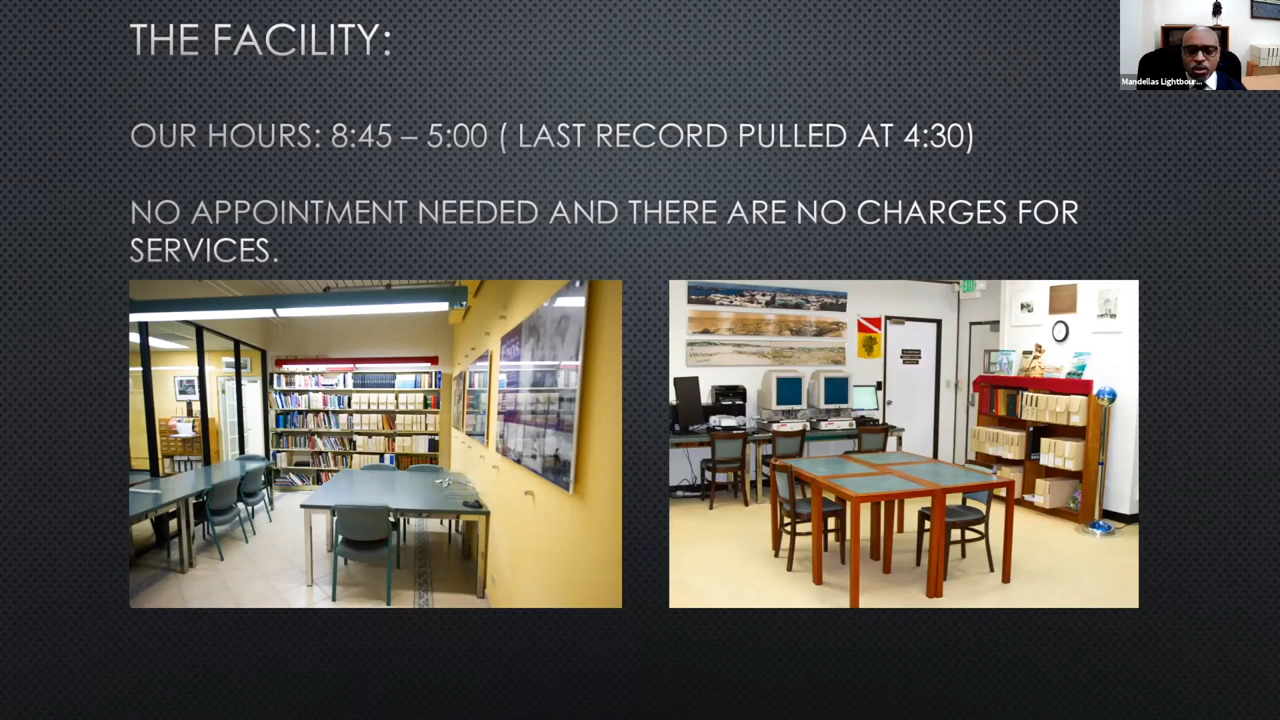 THE FACILITY:
OUR HOURS: 8:45 – 5:00 ( LAST RECORD PULLED AT 4:30)
NO APPOINTMENT NEEDED AND THERE ARE NO CHARGES FOR
SERVICES.
Mandellas Lightbour...